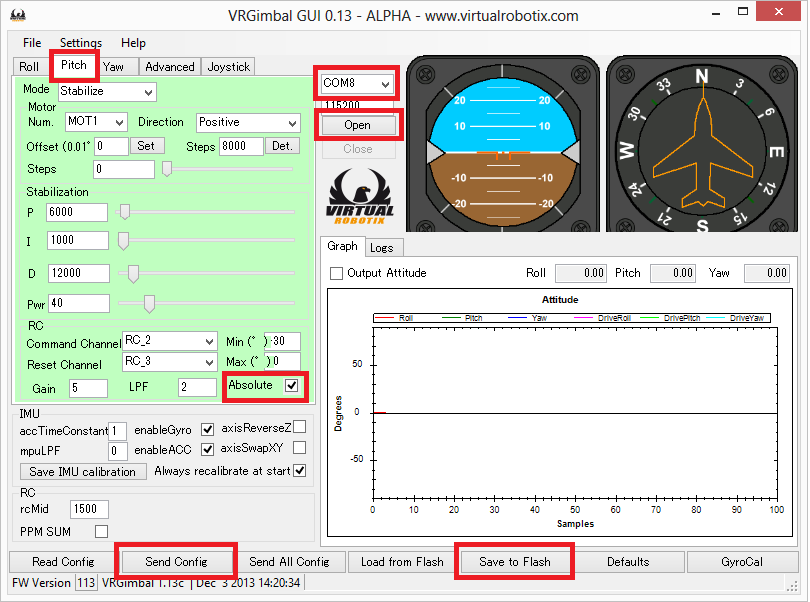 VRGimbal GUI 0.13 - ALPHA - www.virtualrobotix.com
File Settings Help
Roll Pitch Yaw Advanced Joystick
Mode Stabilize
Motor
Num. MOT1 Direction Positive
Offset (0.01° 0 Set Steps 8000 Det.
Steps 0
Stabilization
P 6000
I 1000
D 12000
Pwr 40
RC
Command Channel RC_2 Min (° ) -30
Reset Channel RC_3 Max (° ) 0
Gain 5 LPF 2 Absolute
IMU
accTimeConstant 1 enableGyro axisReverseZ
mpuLPF 0 enableACC axisSwapXY
Save IMU calibration Always recalibrate at start
RC
rcMid 1500
PPM SUM
COM8
115200
Open
Close
VIRTUAL
ROBOTIX
20 20
10 10
-10 -10
-20 -20
N 3 6 E 12 15 S 21 24 W 30 33
Graph Logs
Output Attitude Roll 0.00 Pitch 0.00 Yaw 0.00
Attitude
Roll Pitch Yaw DriveRoll DrivePitch DriveYaw
Degrees
50
0
-50
0 10 20 30 40 50 60 70 80 90 100
Samples
Read Config Send Config Send All Config Load from Flash Save to Flash Defaults GyroCal
FW Version 113 VRGimbal 1.13c Dec 3 2013 14:20:34